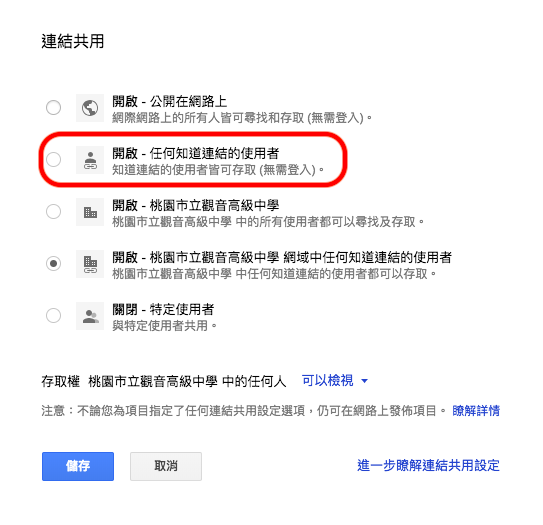 連結共用
開啟 - 公開在網路上
網際網路上的所有人皆可尋找和存取 (無需登入)。
開啟 - 任何知道連結的使用者
知道連結的使用者皆可存取 (無需登入)。
開啟 - 桃園市立觀音高級中學
桃園市立觀音高級中學 中的所有使用者都可以尋找及存取。
開啟 - 桃園市立觀音高級中學 網域中任何知道連結的使用者
桃園市立觀音高級中學 中任何知道連結的使用者都可以存取。
關閉 - 特定使用者
與特定使用者共用。
存取權 桃園市立觀音高級中學 中的任何人 可以檢視
注意：不論您為項目指定了任何連結共用設定選項，仍可在網路上發佈項目。 瞭解詳情
儲存 取消 進一步瞭解連結共用設定